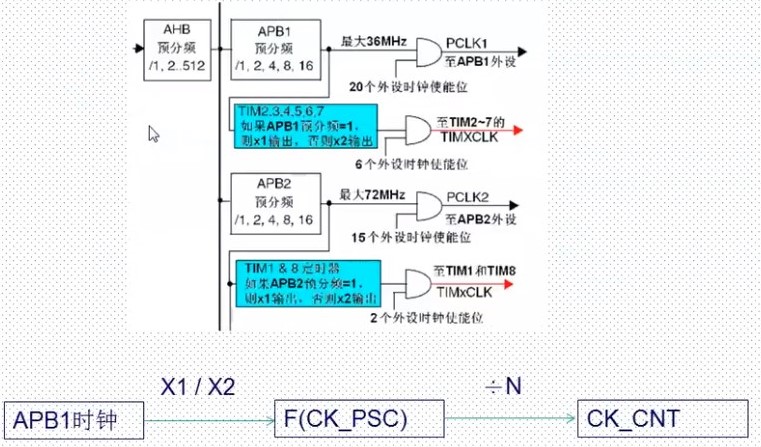 AHB
预分频
/1, 2..512
APB1
预分频
/1, 2, 4, 8, 16
最大36MHz
PCLK1
至APB1外设
20个外设时钟使能位
TIM2,3,4,5,6,7
如果APB1预分频=1,
则x1输出, 否则x2输出
至TIM2~7的
TIMXCLK
6个外设时钟使能位
APB2
预分频
/1, 2, 4, 8, 16
最大72MHz
PCLK2
至APB2外设
15个外设时钟使能位
TIM1 & 8定时器
如果APB2预分频=1,
则x1输出, 否则x2输出
至TIM1和TIM8
TIMxCLK
2个外设时钟使能位
X1 / X2
÷N
APB1时钟
F(CK_PSC)
CK_CNT